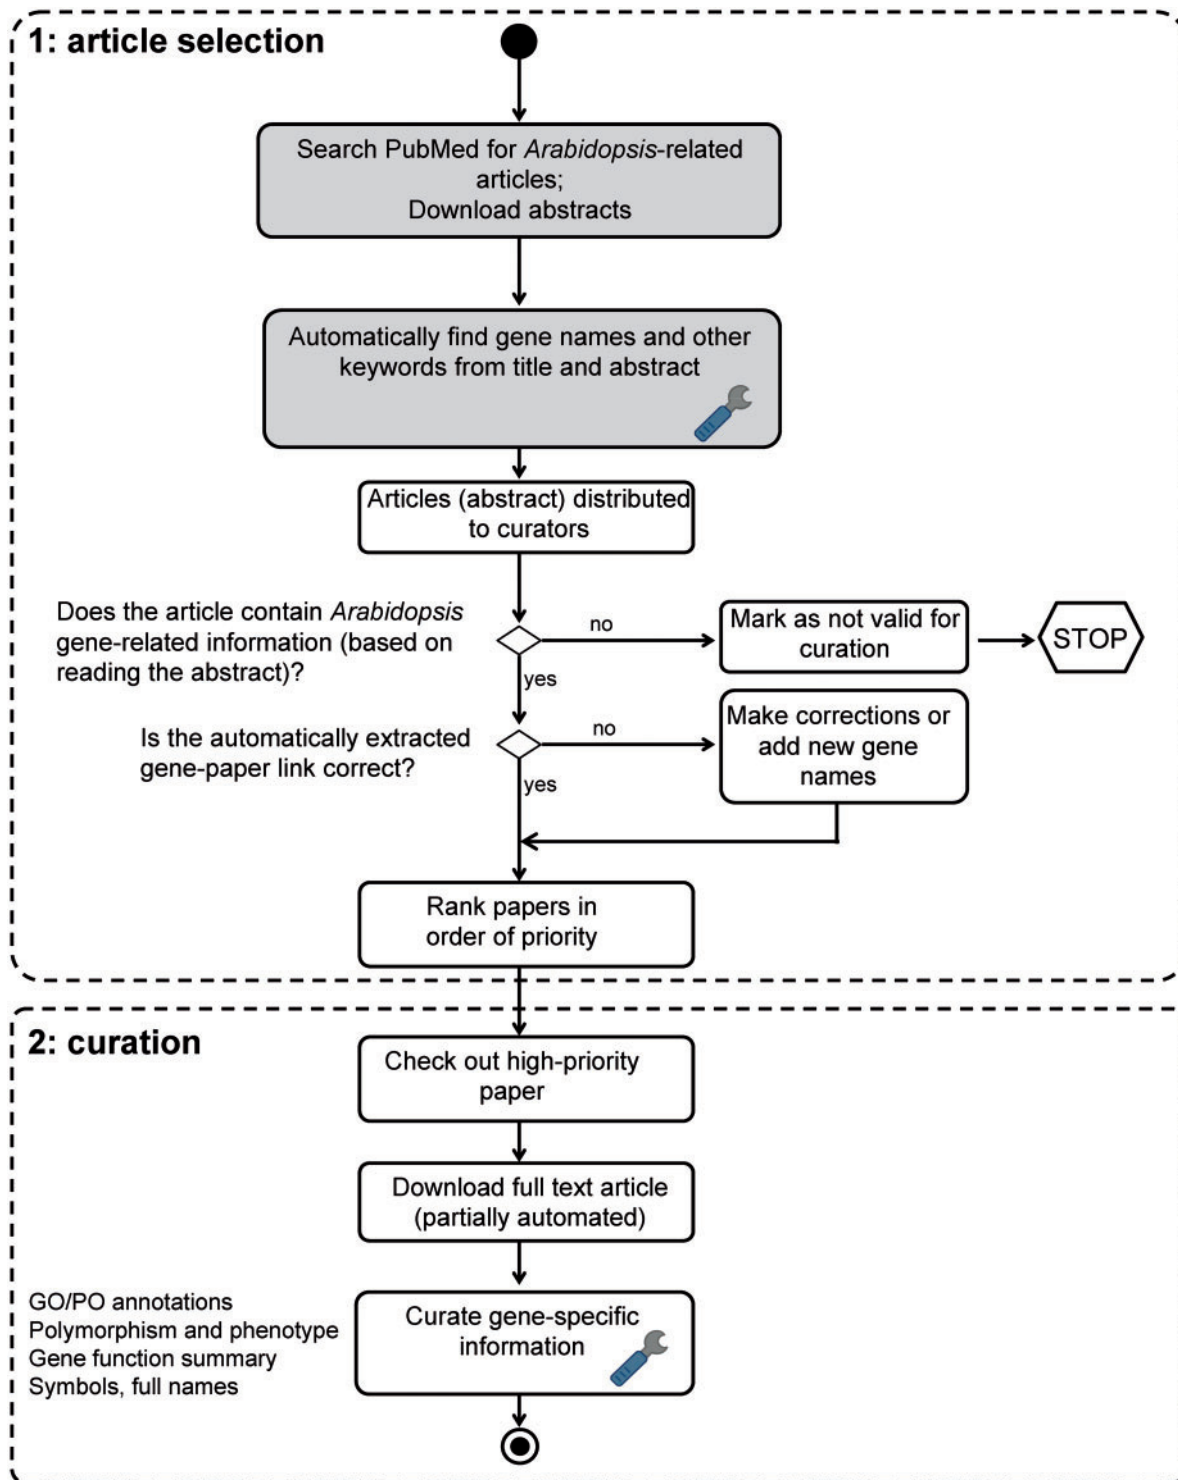 1: article selection
Search PubMed for Arabidopsis-related
articles;
Download abstracts
Automatically find gene names and other
keywords from title and abstract
Articles (abstract) distributed
to curators
Does the article contain Arabidopsis
gene-related information (based on
reading the abstract)?
no
Mark as not valid for
curation
STOP
yes
Is the automatically extracted
gene-paper link correct?
no
Make corrections or
add new gene
names
yes
Rank papers in
order of priority
2: curation
Check out high-priority
paper
Download full text article
(partially automated)
GO/PO annotations
Polymorphism and phenotype
Gene function summary
Symbols, full names
Curate gene-specific
information